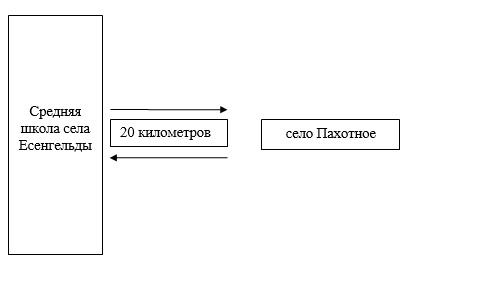 Средняя
школа села
Есенгельды
20 километров
село Пахотное